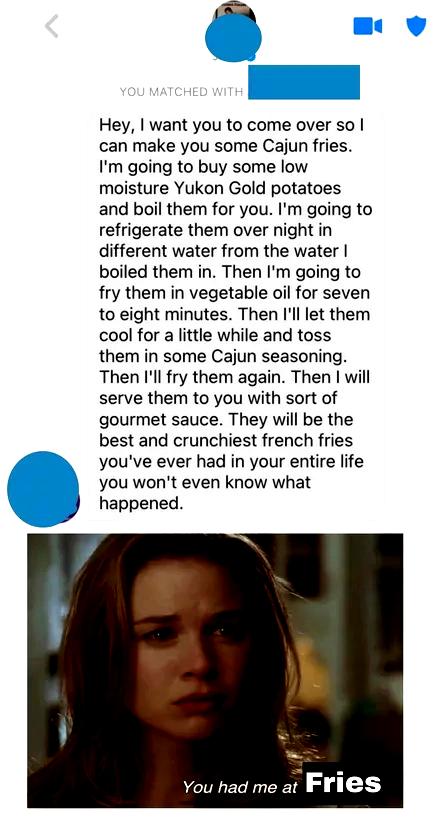 YOU MATCHED WITH
Hey, I want you to come over so I
can make you some Cajun fries.
I'm going to buy some low
moisture Yukon Gold potatoes
and boil them for you. I'm going to
refrigerate them over night in
different water from the water I
boiled them in. Then I'm going to
fry them in vegetable oil for seven
to eight minutes. Then I'll let them
cool for a little while and toss
them in some Cajun seasoning.
Then I'll fry them again. Then I will
serve them to you with sort of
gourmet sauce. They will be the
best and crunchiest french fries
you've ever had in your entire life
you won't even know what
happened.
You had me at Fries